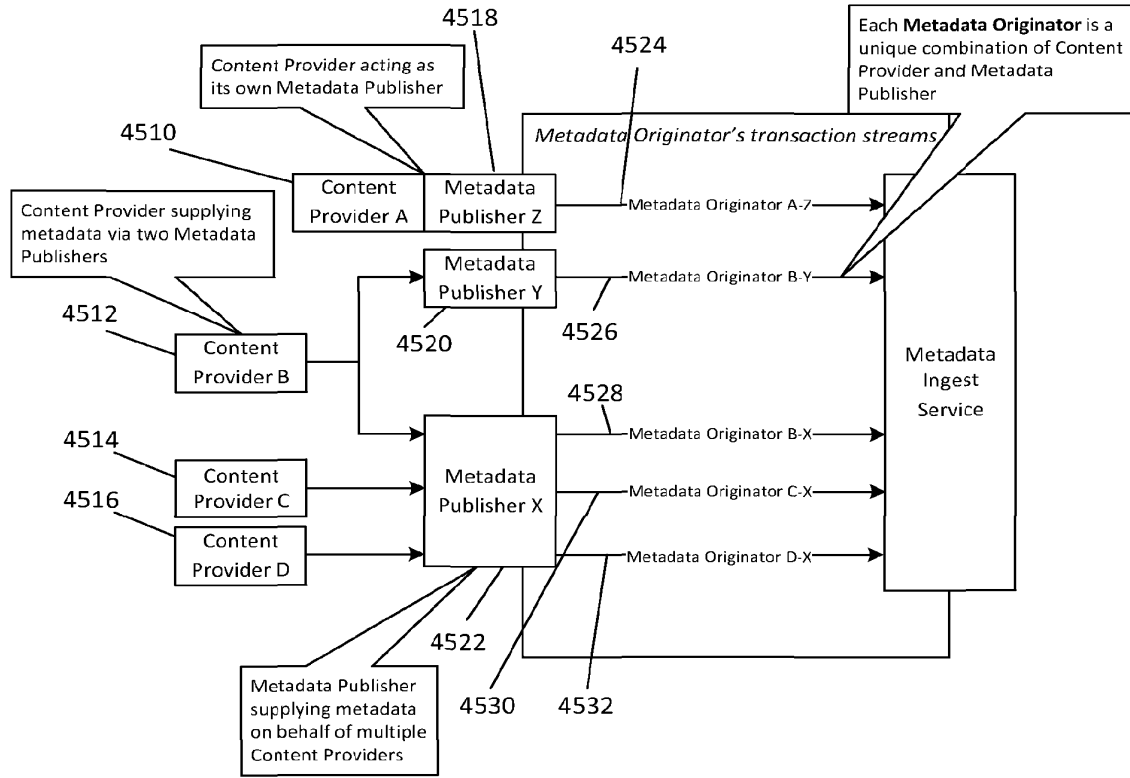 4518
4524
Each Metadata Originator is a
unique combination of Content
Provider and Metadata
Publisher
Content Provider acting as
its own Metadata Publisher
4510
Metadata Originator's transaction streams
Content
Provider A
Metadata
Publisher Z
Metadata Originator A-Z
Content Provider supplying
metadata via two Metadata
Publishers
Metadata
Publisher Y
Metadata Originator B-Y
4512
4520
4526
Content
Provider B
Metadata
Ingest
Service
4528
Metadata Originator B-X
4514
Content
Provider C
Metadata
Publisher X
Metadata Originator C-X
4516
Content
Provider D
Metadata Originator D-X
4522
4530
4532
Metadata Publisher
supplying metadata
on behalf of multiple
Content Providers